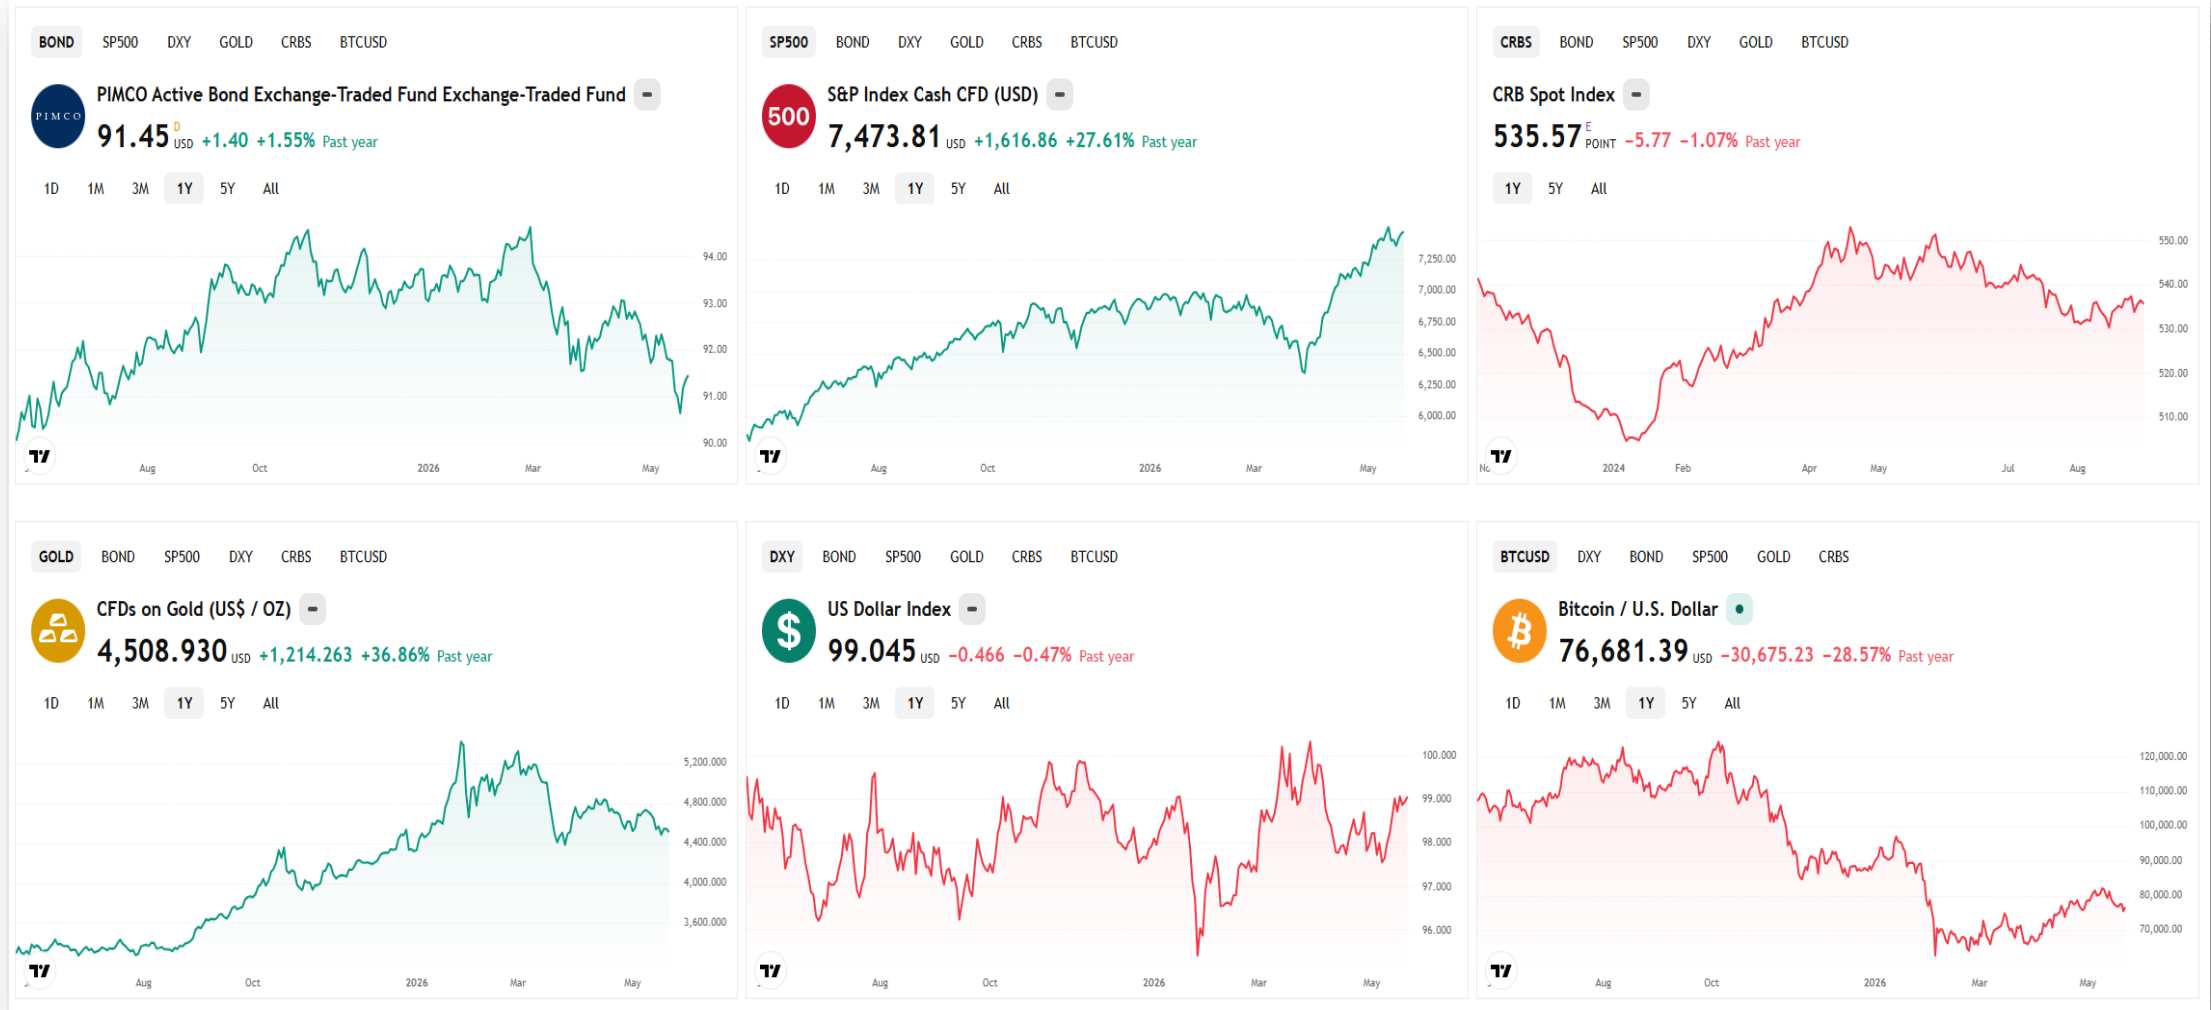 BOND SP500 DXY GOLD CRBS BTCUSD
PIMCO
PIMCO Active Bond Exchange-Traded Fund Exchange-Traded Fund
91.45 D USD +1.40 +1.55% Past year
1D 1M 3M 1Y 5Y All
94.00
93.00
92.00
91.00
90.00
Aug Oct 2026 Mar May
SP500 BOND DXY GOLD CRBS BTCUSD
500
S&P Index Cash CFD (USD)
7,473.81 USD +1,616.86 +27.61% Past year
1D 1M 3M 1Y 5Y All
7,250.00
7,000.00
6,750.00
6,500.00
6,250.00
6,000.00
Aug Oct 2026 Mar May
CRBS BOND SP500 DXY GOLD BTCUSD
CRB Spot Index
535.57 E POINT −5.77 −1.07% Past year
1Y 5Y All
550.00
540.00
530.00
520.00
510.00
2024 Feb Apr May Jul Aug
GOLD BOND SP500 DXY CRBS BTCUSD
CFDs on Gold (US$ / OZ)
4,508.930 USD +1,214.263 +36.86% Past year
1D 1M 3M 1Y 5Y All
5,200.000
4,800.000
4,400.000
4,000.000
3,600.000
Aug Oct 2026 Mar May
DXY BOND SP500 GOLD CRBS BTCUSD
$
US Dollar Index
99.045 USD −0.466 −0.47% Past year
1D 1M 3M 1Y 5Y All
100.000
99.000
98.000
97.000
96.000
Aug Oct 2026 Mar May
BTCUSD DXY BOND SP500 GOLD CRBS
Bitcoin / U.S. Dollar
76,681.39 USD −30,675.23 −28.57% Past year
1D 1M 3M 1Y 5Y All
120,000.00
110,000.00
100,000.00
90,000.00
80,000.00
70,000.00
Aug Oct 2026 Mar May